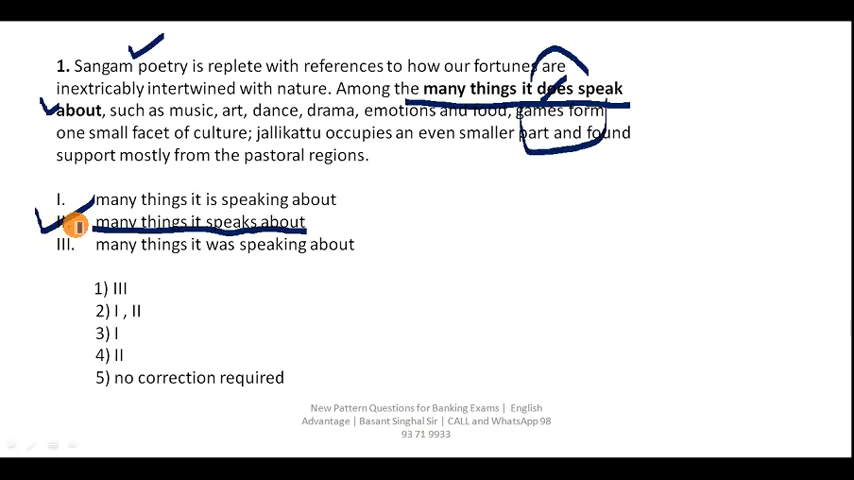 1. Sangam poetry is replete with references to how our fortunes are
inextricably intertwined with nature. Among the many things it does speak
about, such as music, art, dance, drama, emotions and food, games form
one small facet of culture; jallikattu occupies an even smaller part and found
support mostly from the pastoral regions.
I. many things it is speaking about
II. many things it speaks about
III. many things it was speaking about
1) III
2) I , II
3) I
4) II
5) no correction required
New Pattern Questions for Banking Exams | English
Advantage | Basant Singhal Sir | CALL and WhatsApp 98
93 71 9933